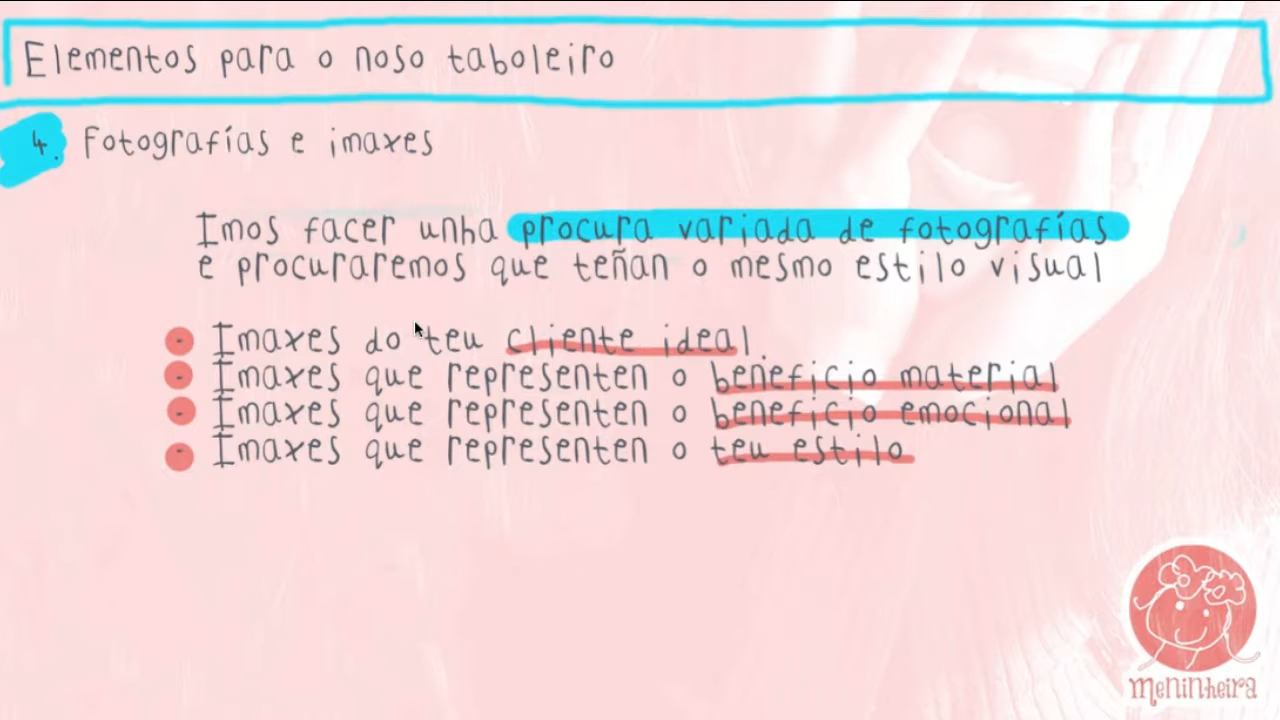 Elementos para o noso taboleiro
4. Fotografías e imaxes
Imos facer unha procura variada de fotografías
e procuraremos que teñan o mesmo estilo visual
- Imaxes do teu cliente ideal.
- Imaxes que representen o beneficio material
- Imaxes que representen o beneficio emocional
- Imaxes que representen o teu estilo
meninheira